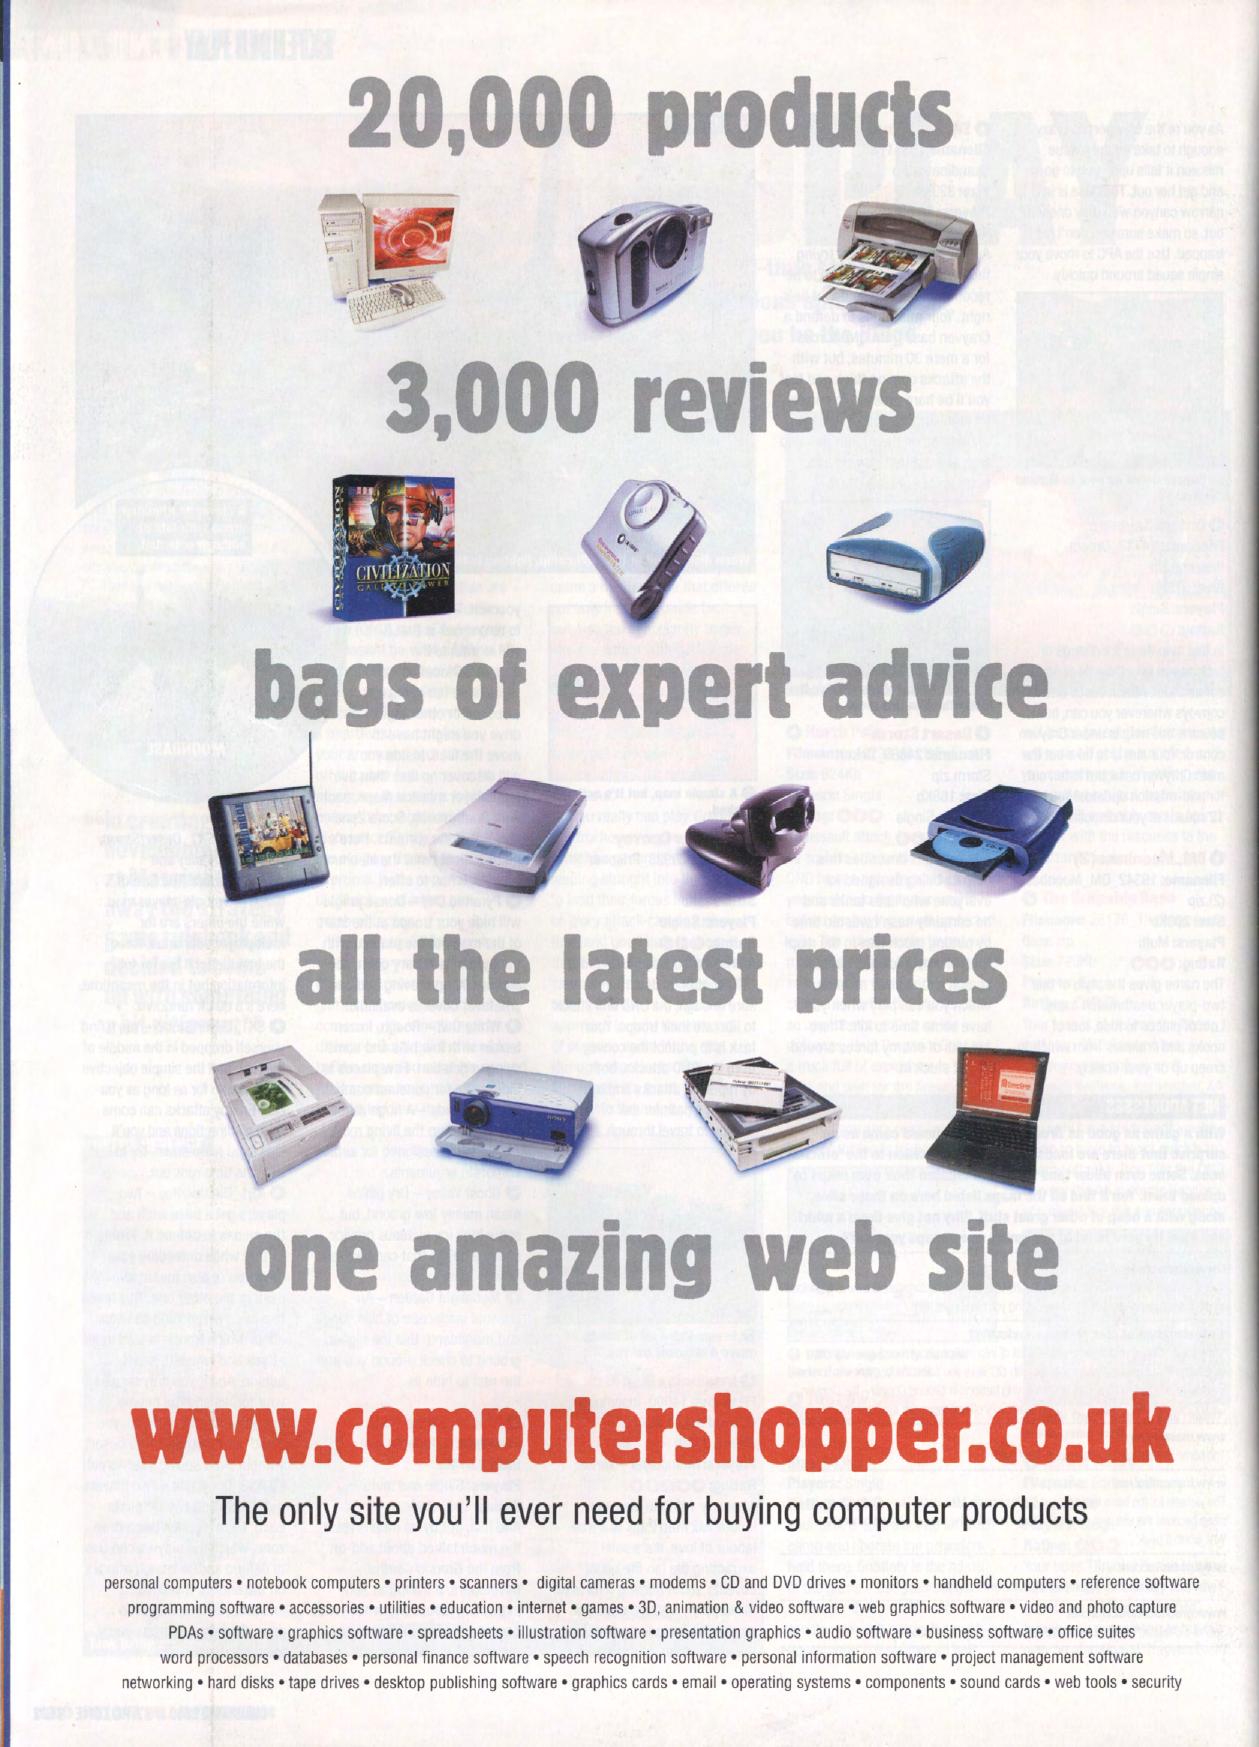 20,000 products
3,000 reviews
CIVILIZATION
bags of expert advice
all the latest prices
one amazing web site
www.computershopper.co.uk
The only site you'll ever need for buying computer products
personal computers • notebook computers • printers • scanners • digital cameras • modems • CD and DVD drives • monitors • handheld computers • reference software
programming software • accessories • utilities • education • internet • games • 3D, animation & video software • web graphics software • video and photo capture
PDAs • software • graphics software • spreadsheets • illustration software • presentation graphics • audio software • business software • office suites
word processors • databases • personal finance software • speech recognition software • personal information software • project management software
networking • hard disks • tape drives • desktop publishing software • graphics cards • email • operating systems • components • sound cards • web tools • security